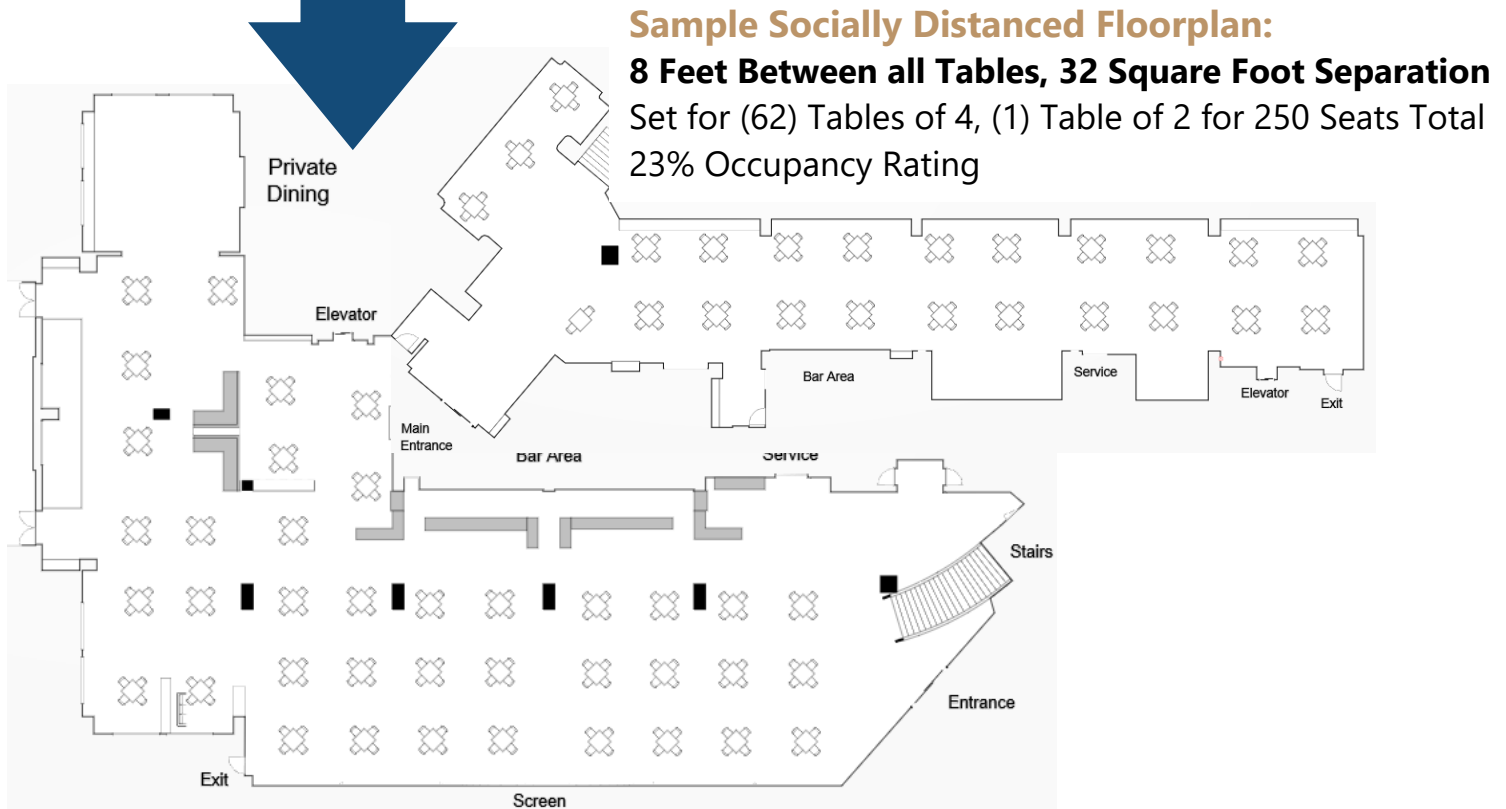 Sample Socially Distanced Floorplan:
8 Feet Between all Tables, 32 Square Foot Separation
Set for (62) Tables of 4, (1) Table of 2 for 250 Seats Total
23% Occupancy Rating
Private
Dining
Elevator
Bar Area
Service
Elevator
Exit
Main
Entrance
Bar Area
Service
Stairs
Entrance
Exit
Screen